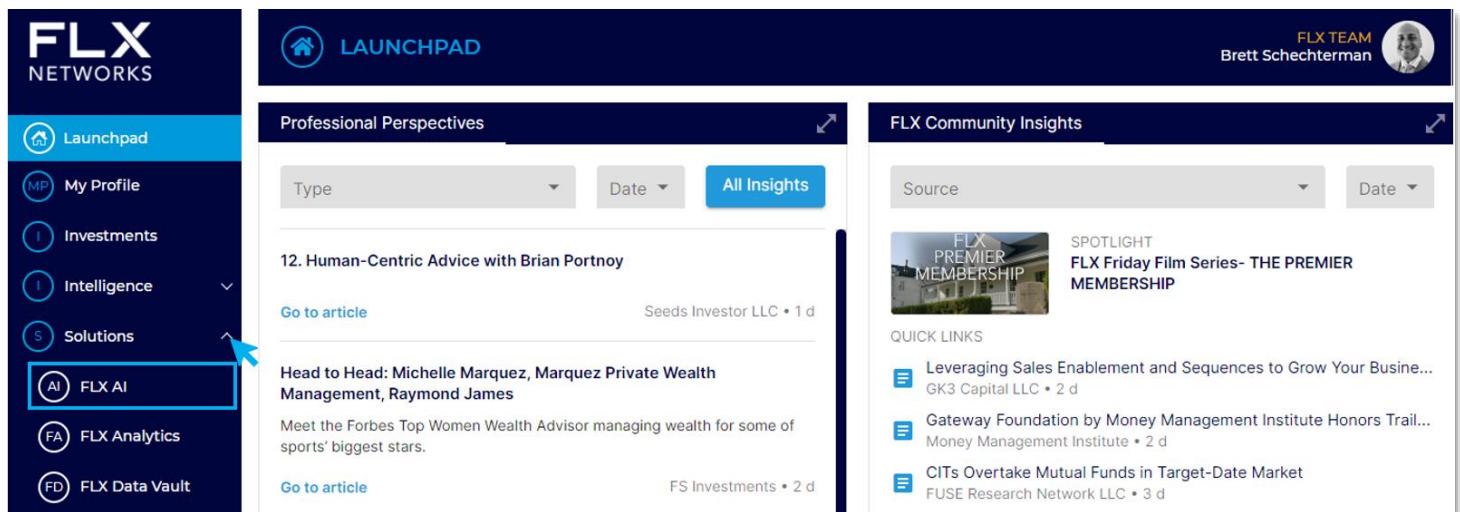 FLX
NETWORKS
Launchpad
MP
My Profile
I
Investments
I
Intelligence
S
Solutions
AI
FLX AI
FA
FLX Analytics
FD
FLX Data Vault
LAUNCHPAD
FLX TEAM
Brett Schechterman
Professional Perspectives
Type
Date
All Insights
12. Human-Centric Advice with Brian Portnoy
Go to article
Seeds Investor LLC • 1 d
Head to Head: Michelle Marquez, Marquez Private Wealth
Management, Raymond James
Meet the Forbes Top Women Wealth Advisor managing wealth for some of
sports' biggest stars.
Go to article
FS Investments • 2 d
FLX Community Insights
Source
Date
FLX
PREMIER
MEMBERSHIP
SPOTLIGHT
FLX Friday Film Series- THE PREMIER
MEMBERSHIP
QUICK LINKS
Leveraging Sales Enablement and Sequences to Grow Your Busine...
GK3 Capital LLC • 2 d
Gateway Foundation by Money Management Institute Honors Trail...
Money Management Institute • 2 d
CITs Overtake Mutual Funds in Target-Date Market
FUSE Research Network LLC • 3 d